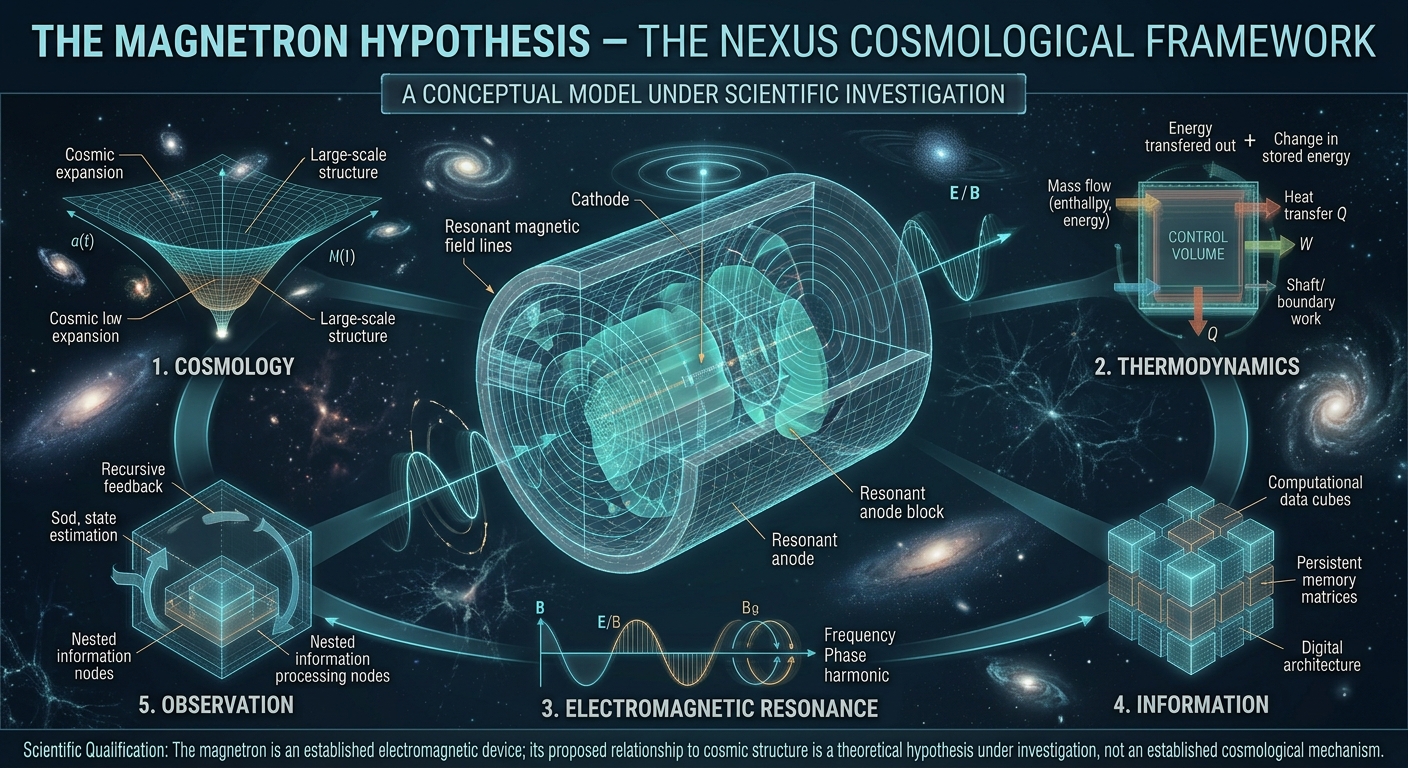 THE MAGNETRON HYPOTHESIS – THE NEXUS COSMOLOGICAL FRAMEWORK
A CONCEPTUAL MODEL UNDER SCIENTIFIC INVESTIGATION
Cosmic
expansion
Large-scale
structure
a(t)
M(1)
Cosmic low
expansion
Large-scale
structure
1. COSMOLOGY
Resonant magnetic
field lines
Cathode
E/B
Resonant
anode block
Resonant
anode
Energy
transfered out
+
Change in
stored energy
Mass flow
(enthallpy,
energy)
Heat
transfer Q
CONTROL
VOLUME
W
Shaft/
boundary
work
Q
2. THERMODYNAMICS
Recursive
feedback
Sod, state
estimation
Nested
information
nodes
Nested
information
processing nodes
5. OBSERVATION
B
E/B
Bg
Frequency
Phase
harmonic
3. ELECTROMAGNETIC RESONANCE
Computational
data cubes
Persistent
memory
matrices
Digital
architecture
4. INFORMATION
Scientific Qualification: The magnetron is an established electromagnetic device; its proposed relationship to cosmic structure is a theoretical hypothesis under investigation, not an established cosmological mechanism.